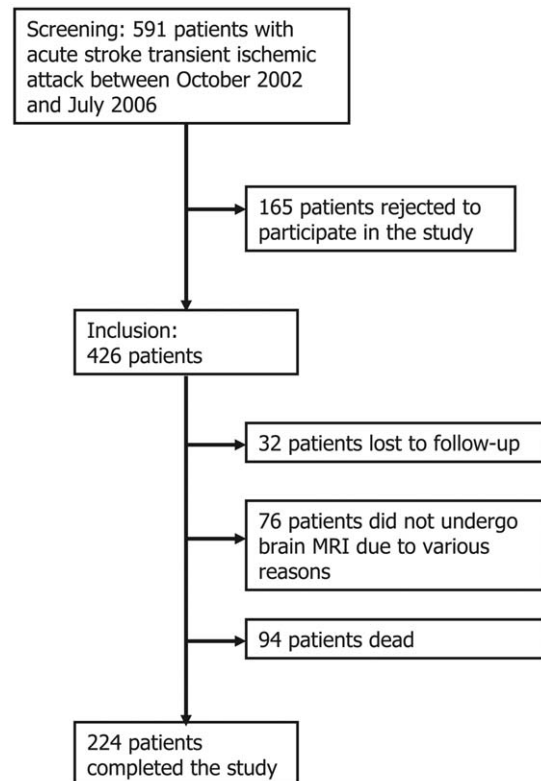 Screening: 591 patients with
acute stroke transient ischemic
attack between October 2002
and July 2006
165 patients rejected to
participate in the study
Inclusion:
426 patients
32 patients lost to follow-up
76 patients did not undergo
brain MRI due to various
reasons
94 patients dead
224 patients
completed the study